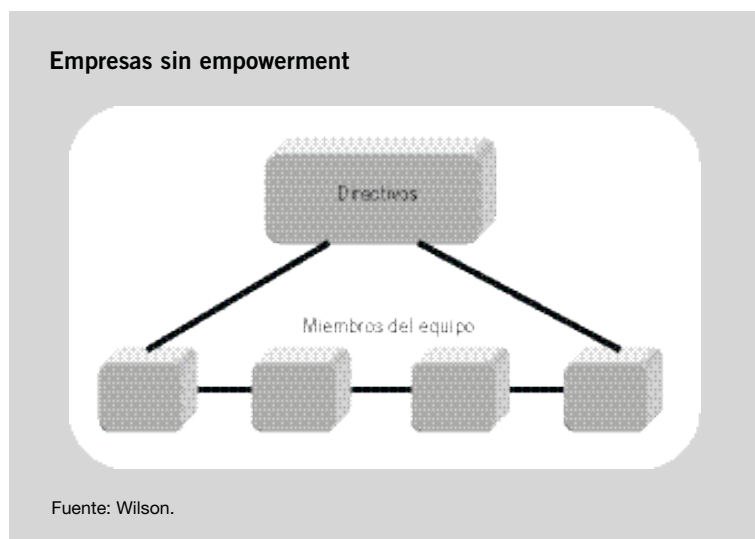 Empresas sin empowerment
Directivos
Miembros del equipo
Fuente: Wilson.